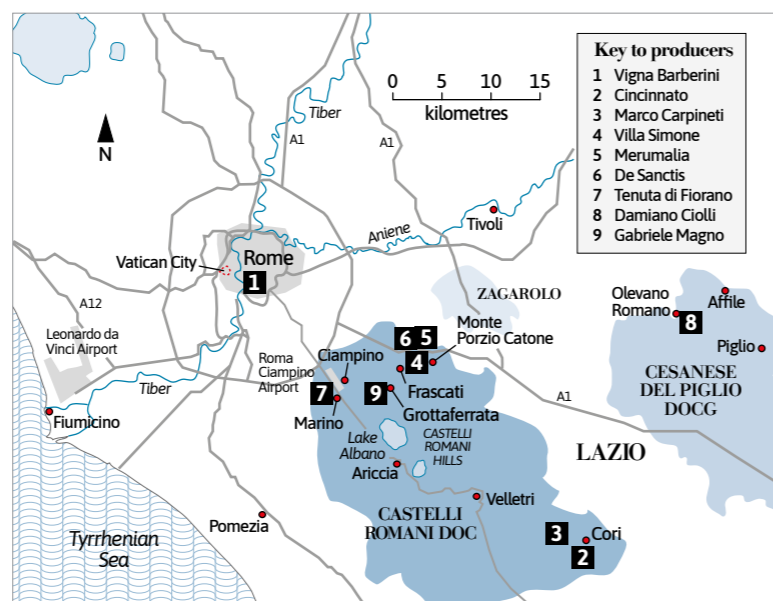 Key to producers
1 Vigna Barberini
2 Cincinnato
3 Marco Carpineti
4 Villa Simone
5 Merumalia
6 De Sanctis
7 Tenuta di Fiorano
8 Damiano Ciolli
9 Gabriele Magno
0 5 10 15
kilometres
N
Tiber
A1
A1
Tivoli
Aniene
Rome
Vatican City
1
A12
ZAGAROLO
Leonardo da
Vinci Airport
Olevano
Romano
Affile
8
Piglio
CESANESE
DEL PIGLIO
DOCG
6 5
Monte
Porzio Catone
4
Roma
Ciampino
Airport
Ciampino
Frascati
A1
Tiber
Fiumicino
7
9
Grottaferrata
Marino
Lake
Albano
CASTELLI
ROMANI
HILLS
LAZIO
Ariccia
Velletri
Pomezia
CASTELLI
ROMANI DOC
3
Cori
2
Tyrrhenian
Sea